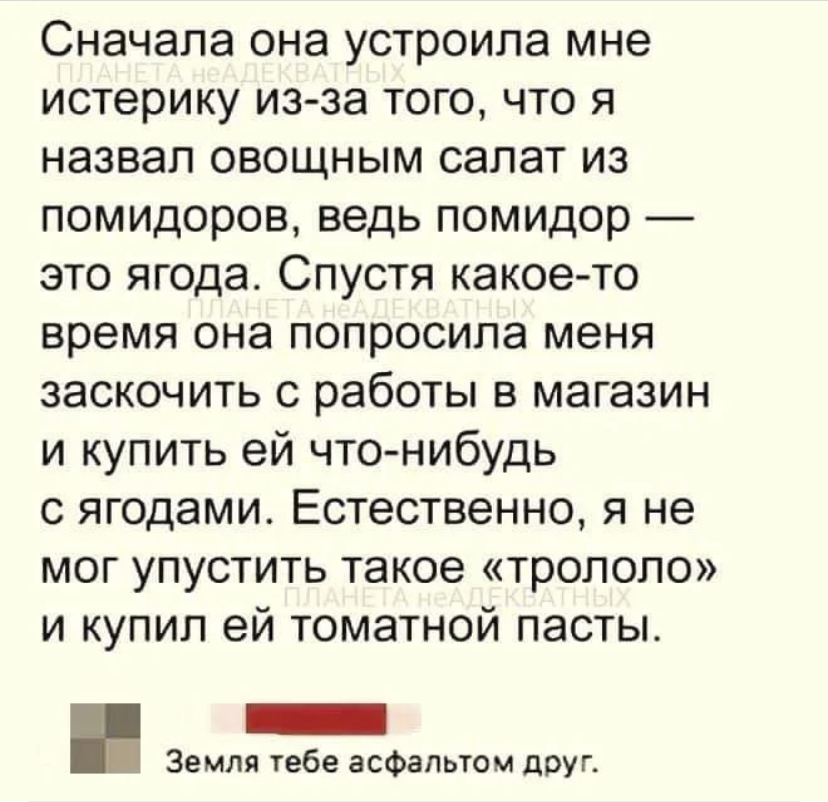 Сначала она устроила мне
ПЛАНЕТА неАДЕКВАТНЫХ
истерику из-за того, что я
назвал овощным салат из
помидоров, ведь помидор —
это ягода. Спустя какое-то
ПЛАНЕТА неАДЕКВАТНЫХ
время она попросила меня
заскочить с работы в магазин
и купить ей что-нибудь
с ягодами. Естественно, я не
мог упустить такое «трололо»
ПЛАНЕТА неАДЕКВАТНЫХ
и купил ей томатной пасты.
Земля тебе асфальтом друг.